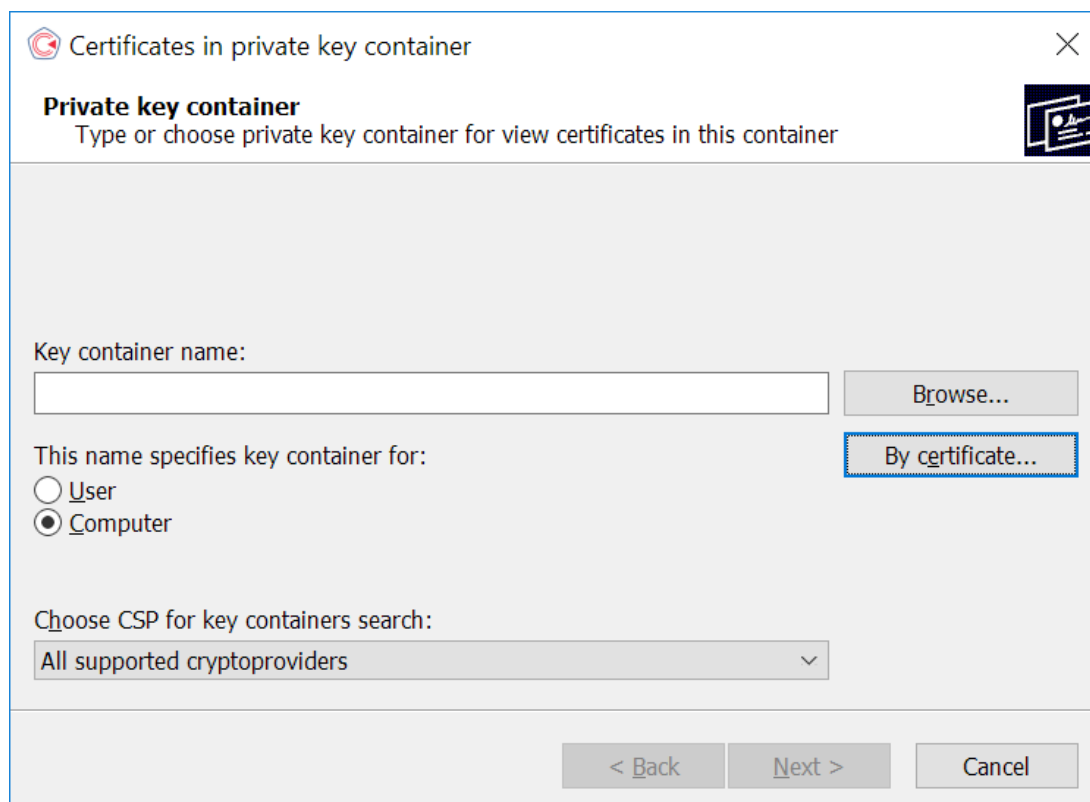 Certificates in private key container
Private key container
Type or choose private key container for view certificates in this container
Key container name:
Browse...
This name specifies key container for:
By certificate...
User
Computer
Choose CSP for key containers search:
All supported cryptoproviders
< Back
Next >
Cancel